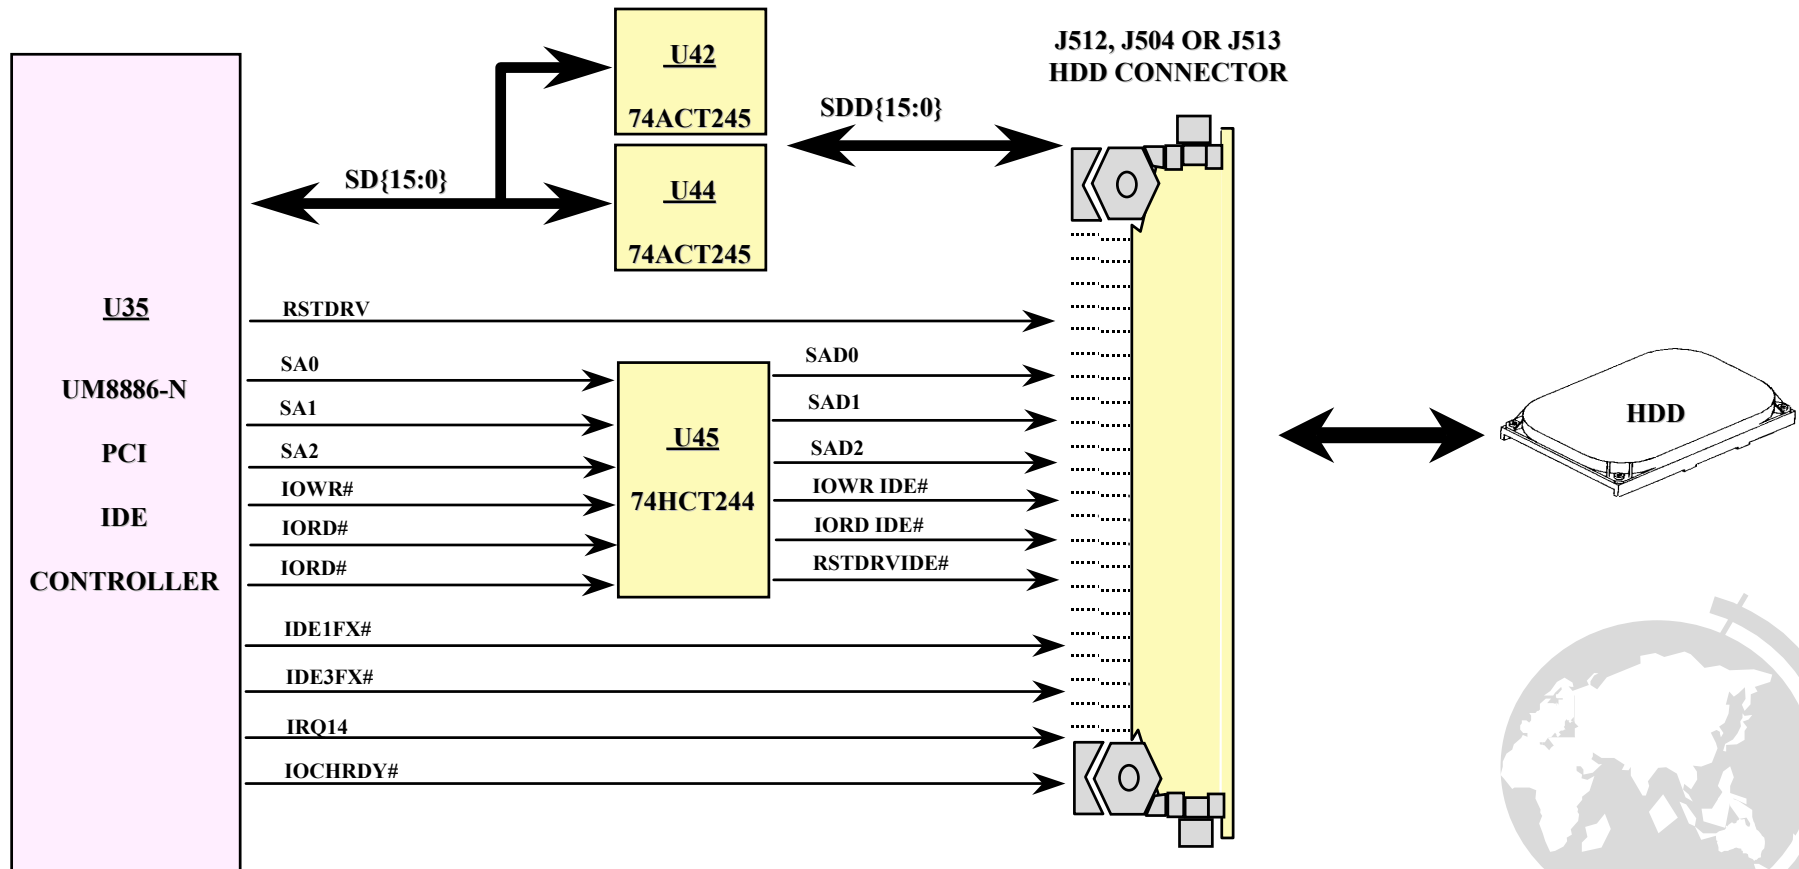 J512, J504 OR J513
HDD CONNECTOR
U42
74ACT245
SDD{15:0}
SD{15:0}
U44
74ACT245
U35
UM8886-N
PCI
IDE
CONTROLLER
RSTDRV
SA0
SA1
SA2
IOWR#
IORD#
IORD#
U45
74HCT244
SAD0
SAD1
SAD2
IOWR IDE#
IORD IDE#
RSTDRVIDE#
IDE1FX#
IDE3FX#
IRQ14
IOCHRDY#
HDD